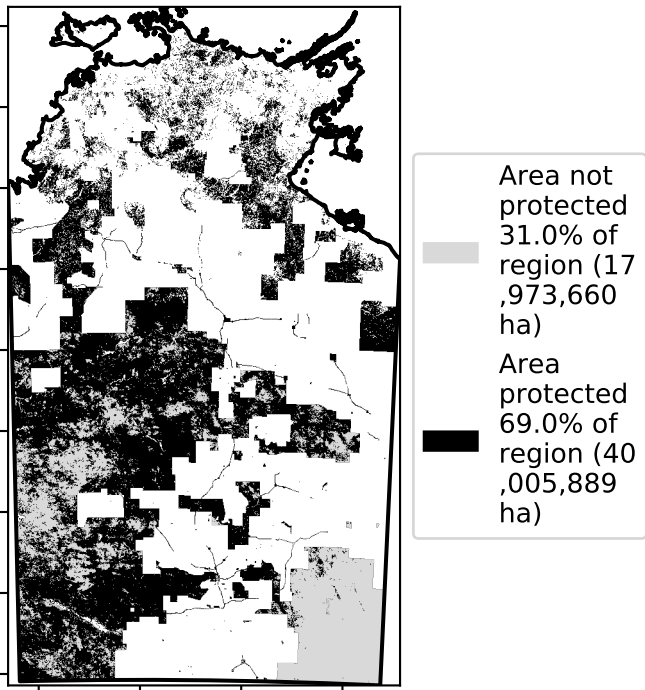 Area not
protected
31.0% of
region (17
,973,660
ha)
Area
protected
69.0% of
region (40
,005,889
ha)